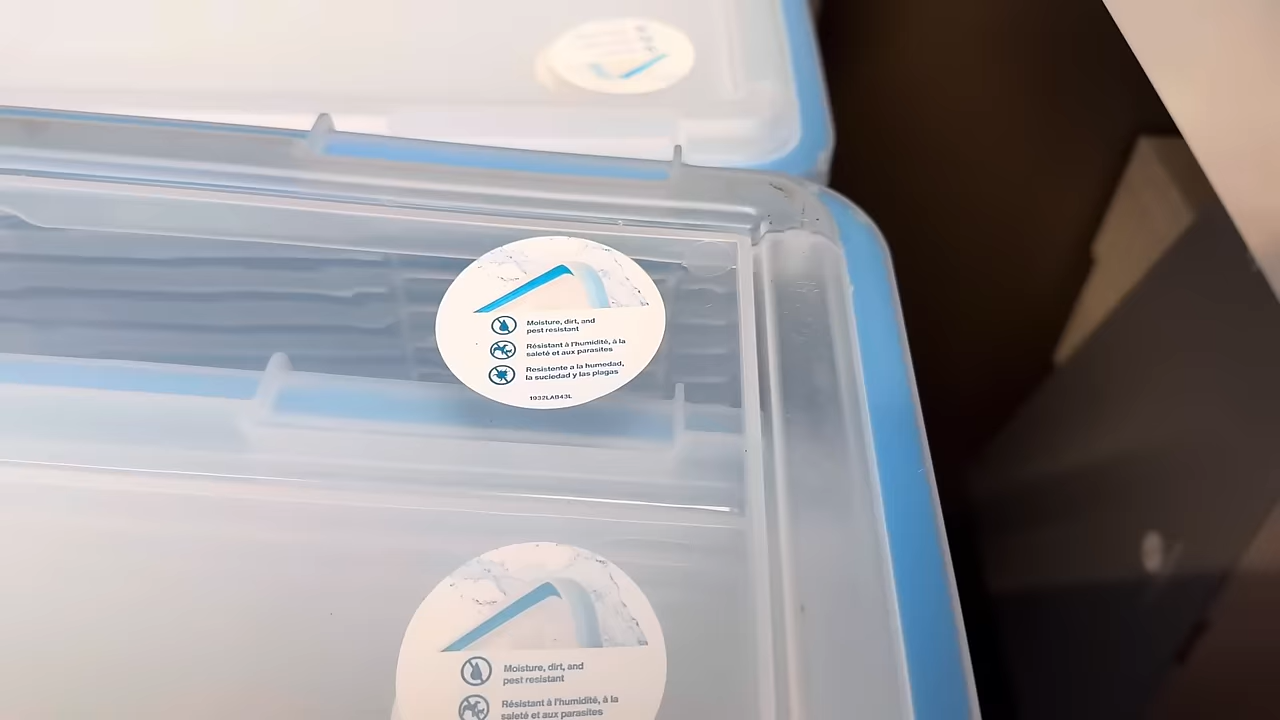 Moisture, dirt, and
pest resistant
Résistant à l'humidité, à la
saleté et aux parasites
Resistente a la humedad,
la suciedad y las plagas
1932LAB43L
Moisture, dirt, and
pest resistant
Résistant à l'humidité, à la
saleté et aux parasites